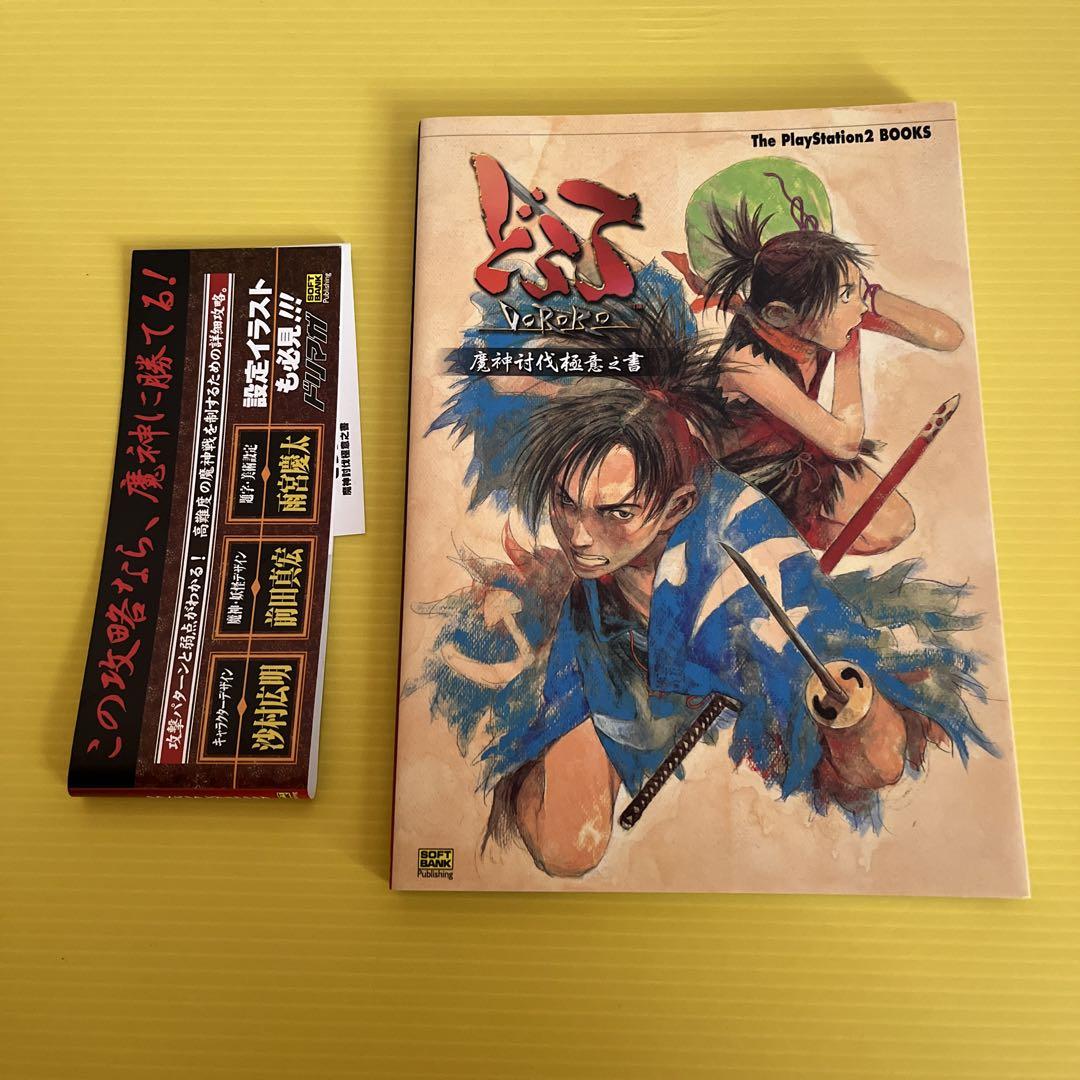 The PlayStation2 BOOKS
どろろ
DORORO
TM
魔神討伐極意之書
SOFT
BANK
Publishing
この攻略なら、魔神に勝てる!
攻撃パターンと弱点がわかる! 高難度の魔神戦を制するための詳細攻略。
キャラクターデザイン
沙村広明
魔神・妖怪デザイン
前田真宏
題字・美術設定
雨宮慶太
設定イラスト
も必見!!!
ドリマガ
SOFT
BANK
Publishing
魔神討伐極意之書